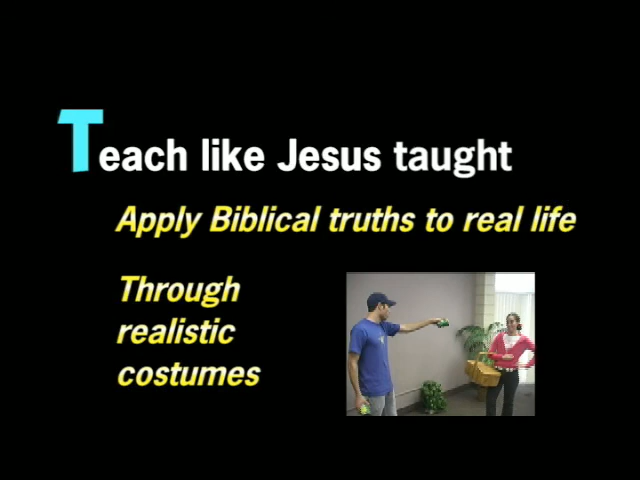 Teach like Jesus taught
Apply Biblical truths to real life
Through
realistic
costumes